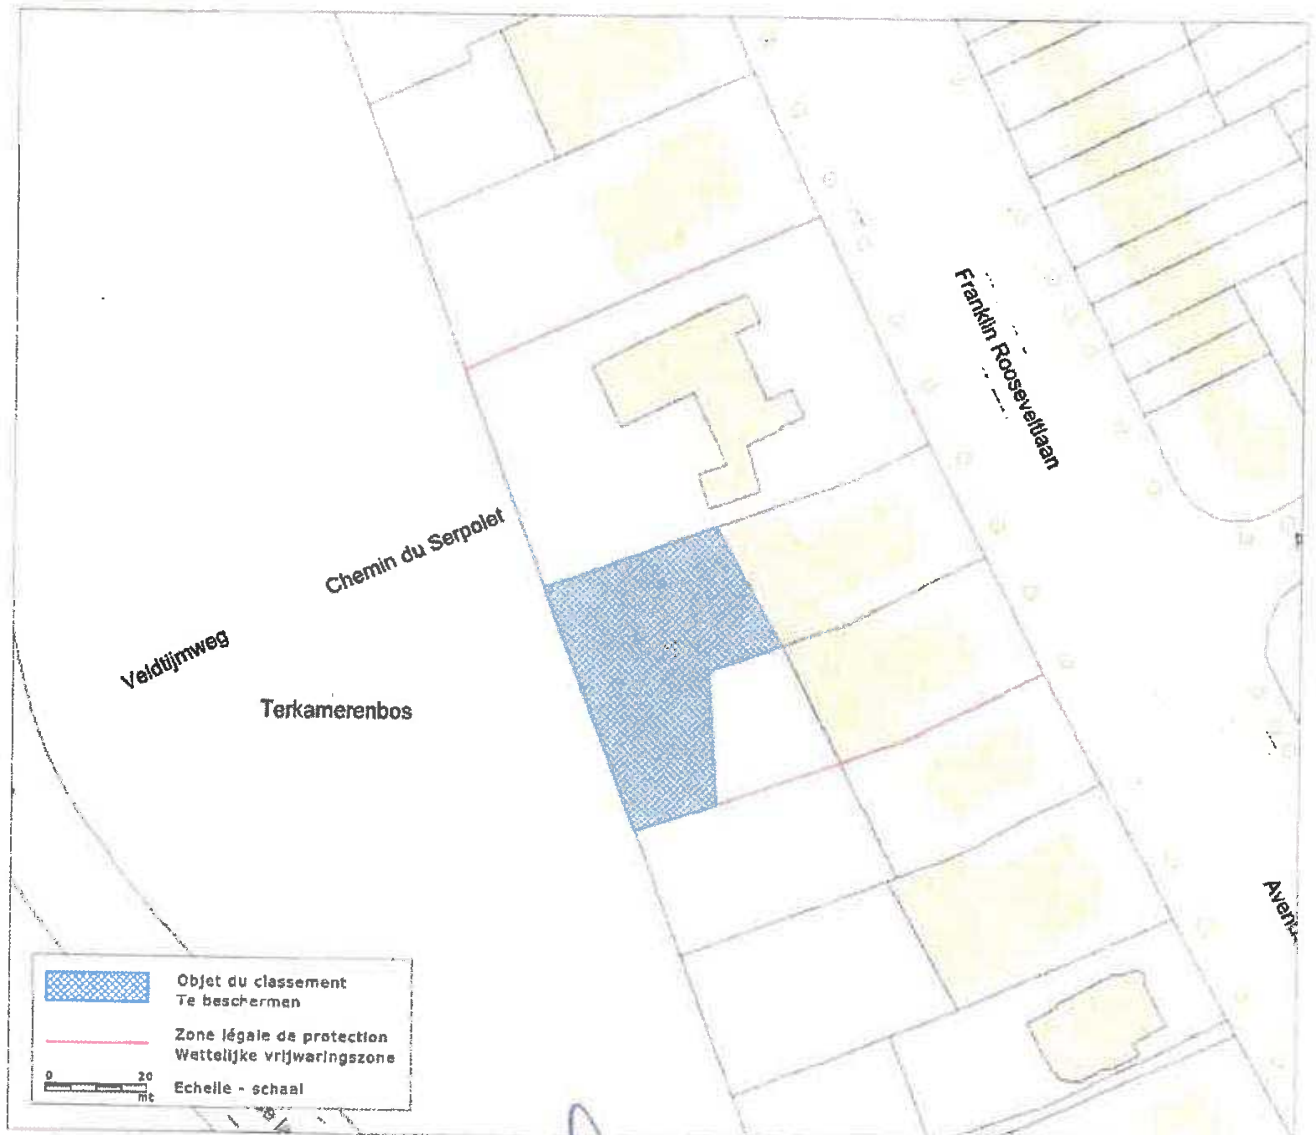 Franklin Rooseveltlaan
Chemin du Serpolet
Veldtijmweg
Terkamerenbos
Objet du classement
Te beschermen
Zone légale de protection
Wettelijke vrijwaringszone
0 20
mt
Echelle - schaal